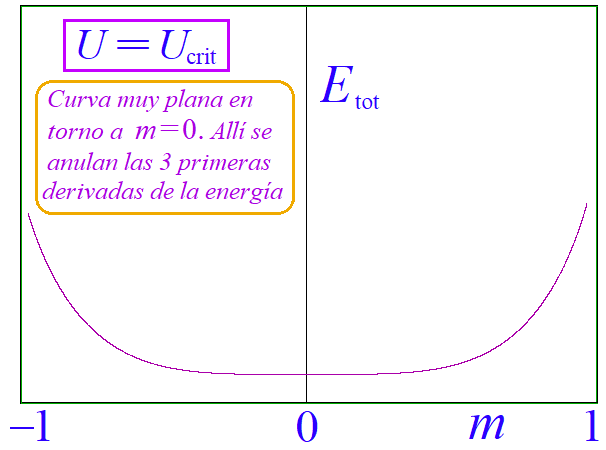 U = U_crit
E_tot
Curva muy plana en
torno a m=0. Allí se
anulan las 3 primeras
derivadas de la energía
−1 0 m 1